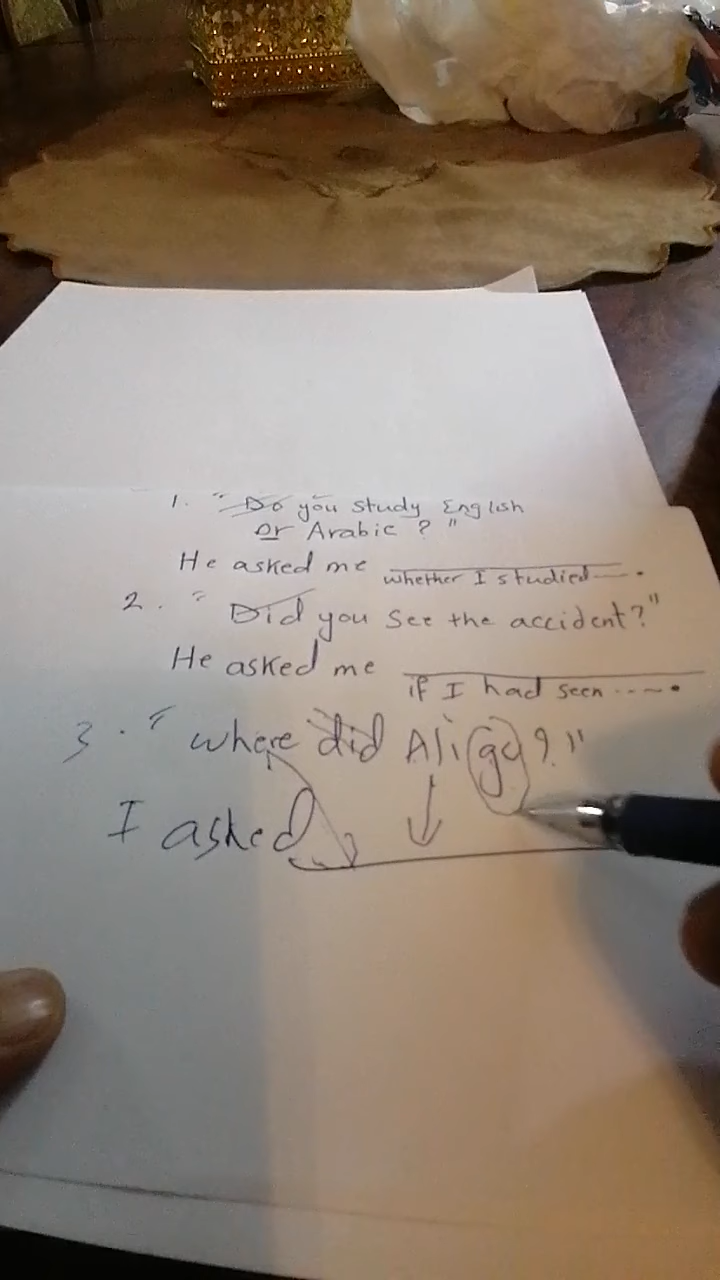 1. "Do you study English
or Arabic ? "
He asked me whether I studied ---- .
2. " Did you see the accident?"
He asked me if I had seen ---- .
3. " where did Ali go?"
I asked